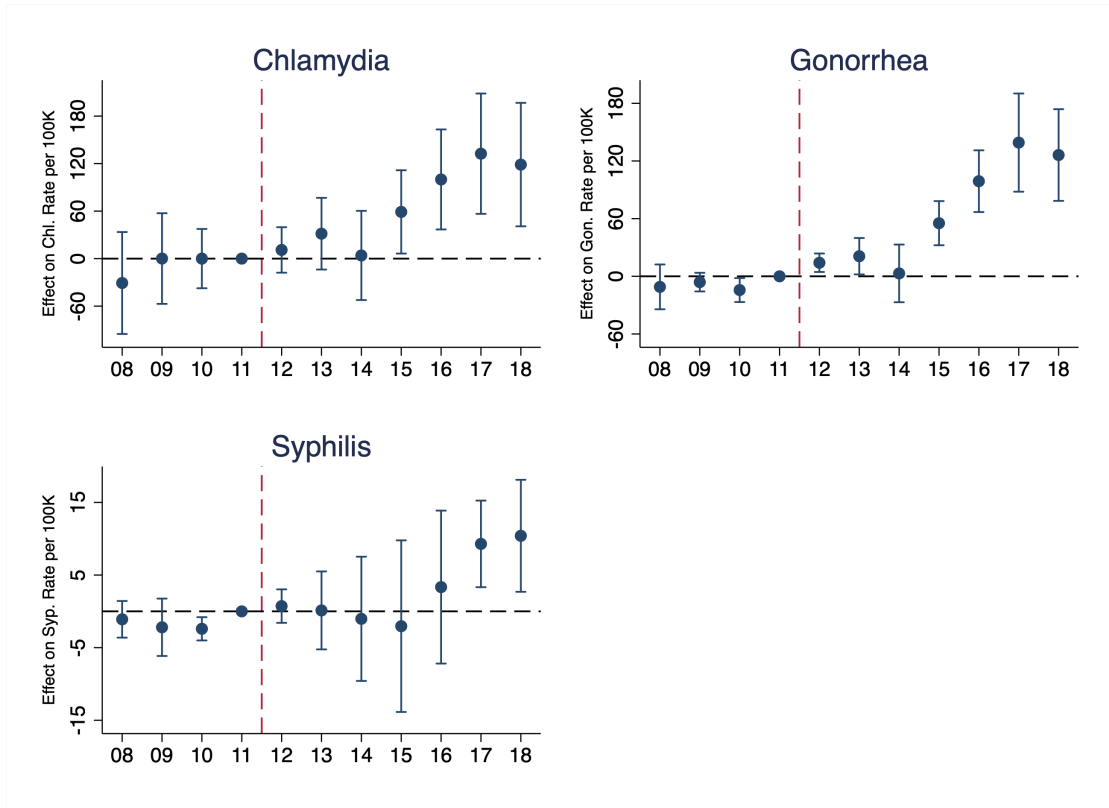 Chlamydia
Effect on Chl. Rate per 100K
180
120
60
0
-60
08 09 10 11 12 13 14 15 16 17 18
Gonorrhea
Effect on Gon. Rate per 100K
180
120
60
0
-60
08 09 10 11 12 13 14 15 16 17 18
Syphilis
Effect on Syp. Rate per 100K
15
5
-5
-15
08 09 10 11 12 13 14 15 16 17 18